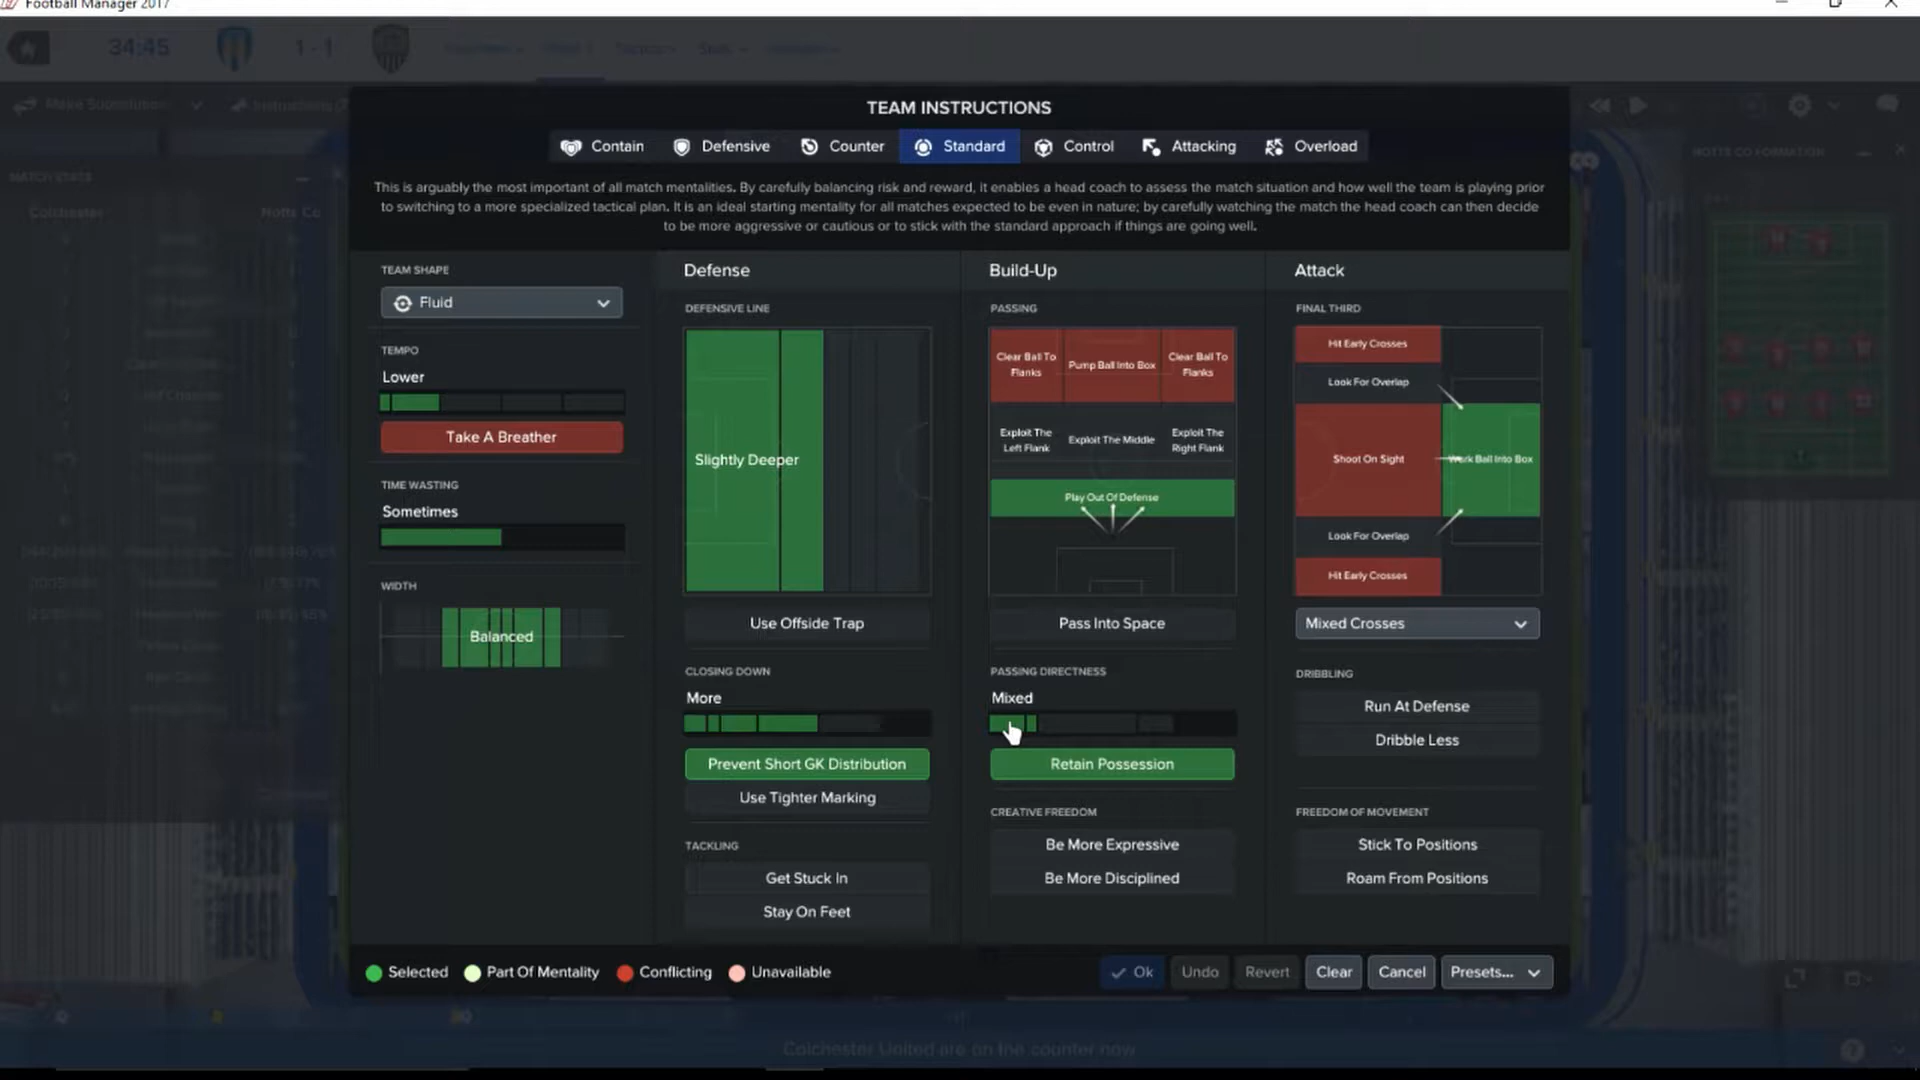 Football Manager 2017
34:45
1 - 1
Make Substitution
MATCH STATS
Colchester
Notts Co
NOTTS CO FORMATION
TEAM INSTRUCTIONS
Contain
Defensive
Counter
Standard
Control
Attacking
Overload
This is arguably the most important of all match mentalities. By carefully balancing risk and reward, it enables a head coach to assess the match situation and how well the team is playing prior
to switching to a more specialized tactical plan. It is an ideal starting mentality for all matches expected to be even in nature; by carefully watching the match the head coach can then decide
to be more aggressive or cautious or to stick with the standard approach if things are going well.
TEAM SHAPE
Fluid
TEMPO
Lower
Take A Breather
TIME WASTING
Sometimes
WIDTH
Balanced
Defense
DEFENSIVE LINE
Slightly Deeper
Use Offside Trap
CLOSING DOWN
More
Prevent Short GK Distribution
Use Tighter Marking
TACKLING
Get Stuck In
Stay On Feet
Build-Up
PASSING
Clear Ball To
Flanks
Pump Ball Into Box
Clear Ball To
Flanks
Exploit The
Left Flank
Exploit The Middle
Exploit The
Right Flank
Play Out Of Defense
Pass Into Space
PASSING DIRECTNESS
Mixed
Retain Possession
CREATIVE FREEDOM
Be More Expressive
Be More Disciplined
Attack
FINAL THIRD
Hit Early Crosses
Look For Overlap
Shoot On Sight
Work Ball Into Box
Look For Overlap
Hit Early Crosses
Mixed Crosses
DRIBBLING
Run At Defense
Dribble Less
FREEDOM OF MOVEMENT
Stick To Positions
Roam From Positions
Selected
Part Of Mentality
Conflicting
Unavailable
Ok
Undo
Revert
Clear
Cancel
Presets...
Colchester United are on the counter now